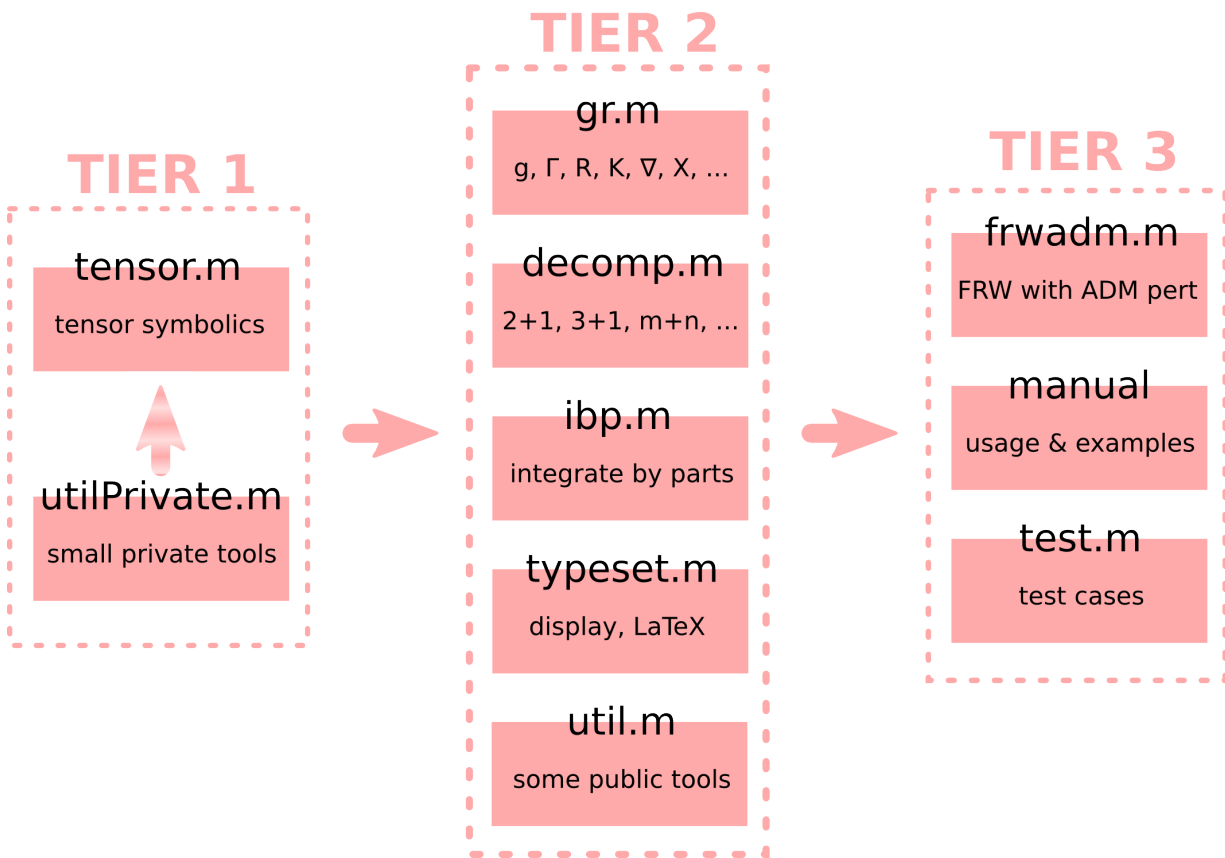 TIER 1
tensor.m
tensor symbolics
utilPrivate.m
small private tools
TIER 2
gr.m
g, Γ, R, K, ∇, X, ...
decomp.m
2+1, 3+1, m+n, ...
ibp.m
integrate by parts
typeset.m
display, LaTeX
util.m
some public tools
TIER 3
frwadm.m
FRW with ADM pert
manual
usage & examples
test.m
test cases